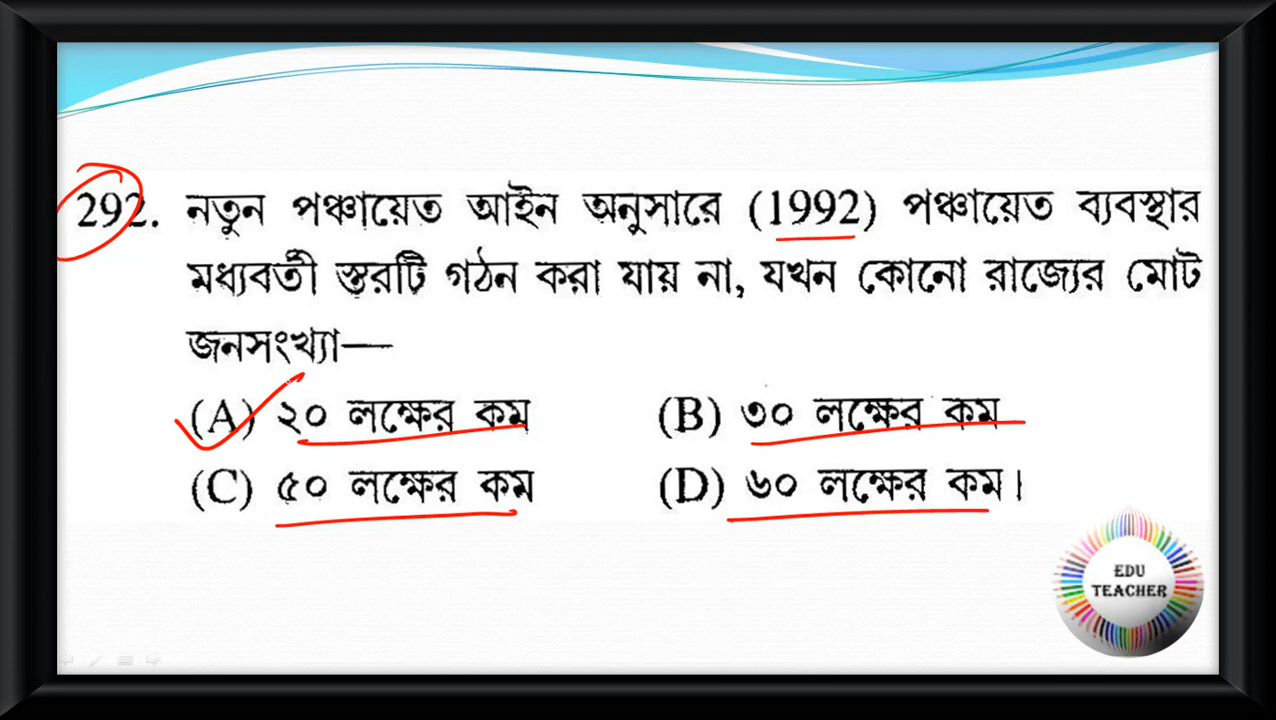 292. নতুন পঞ্চায়েত আইন অনুসারে (1992) পঞ্চায়েত ব্যবস্থার
মধ্যবর্তী স্তরটি গঠন করা যায় না, যখন কোনো রাজ্যের মোট
জনসংখ্যা—
(A) ২০ লক্ষের কম (B) ৩০ লক্ষের কম
(C) ৫০ লক্ষের কম (D) ৬০ লক্ষের কম।
EDU
TEACHER